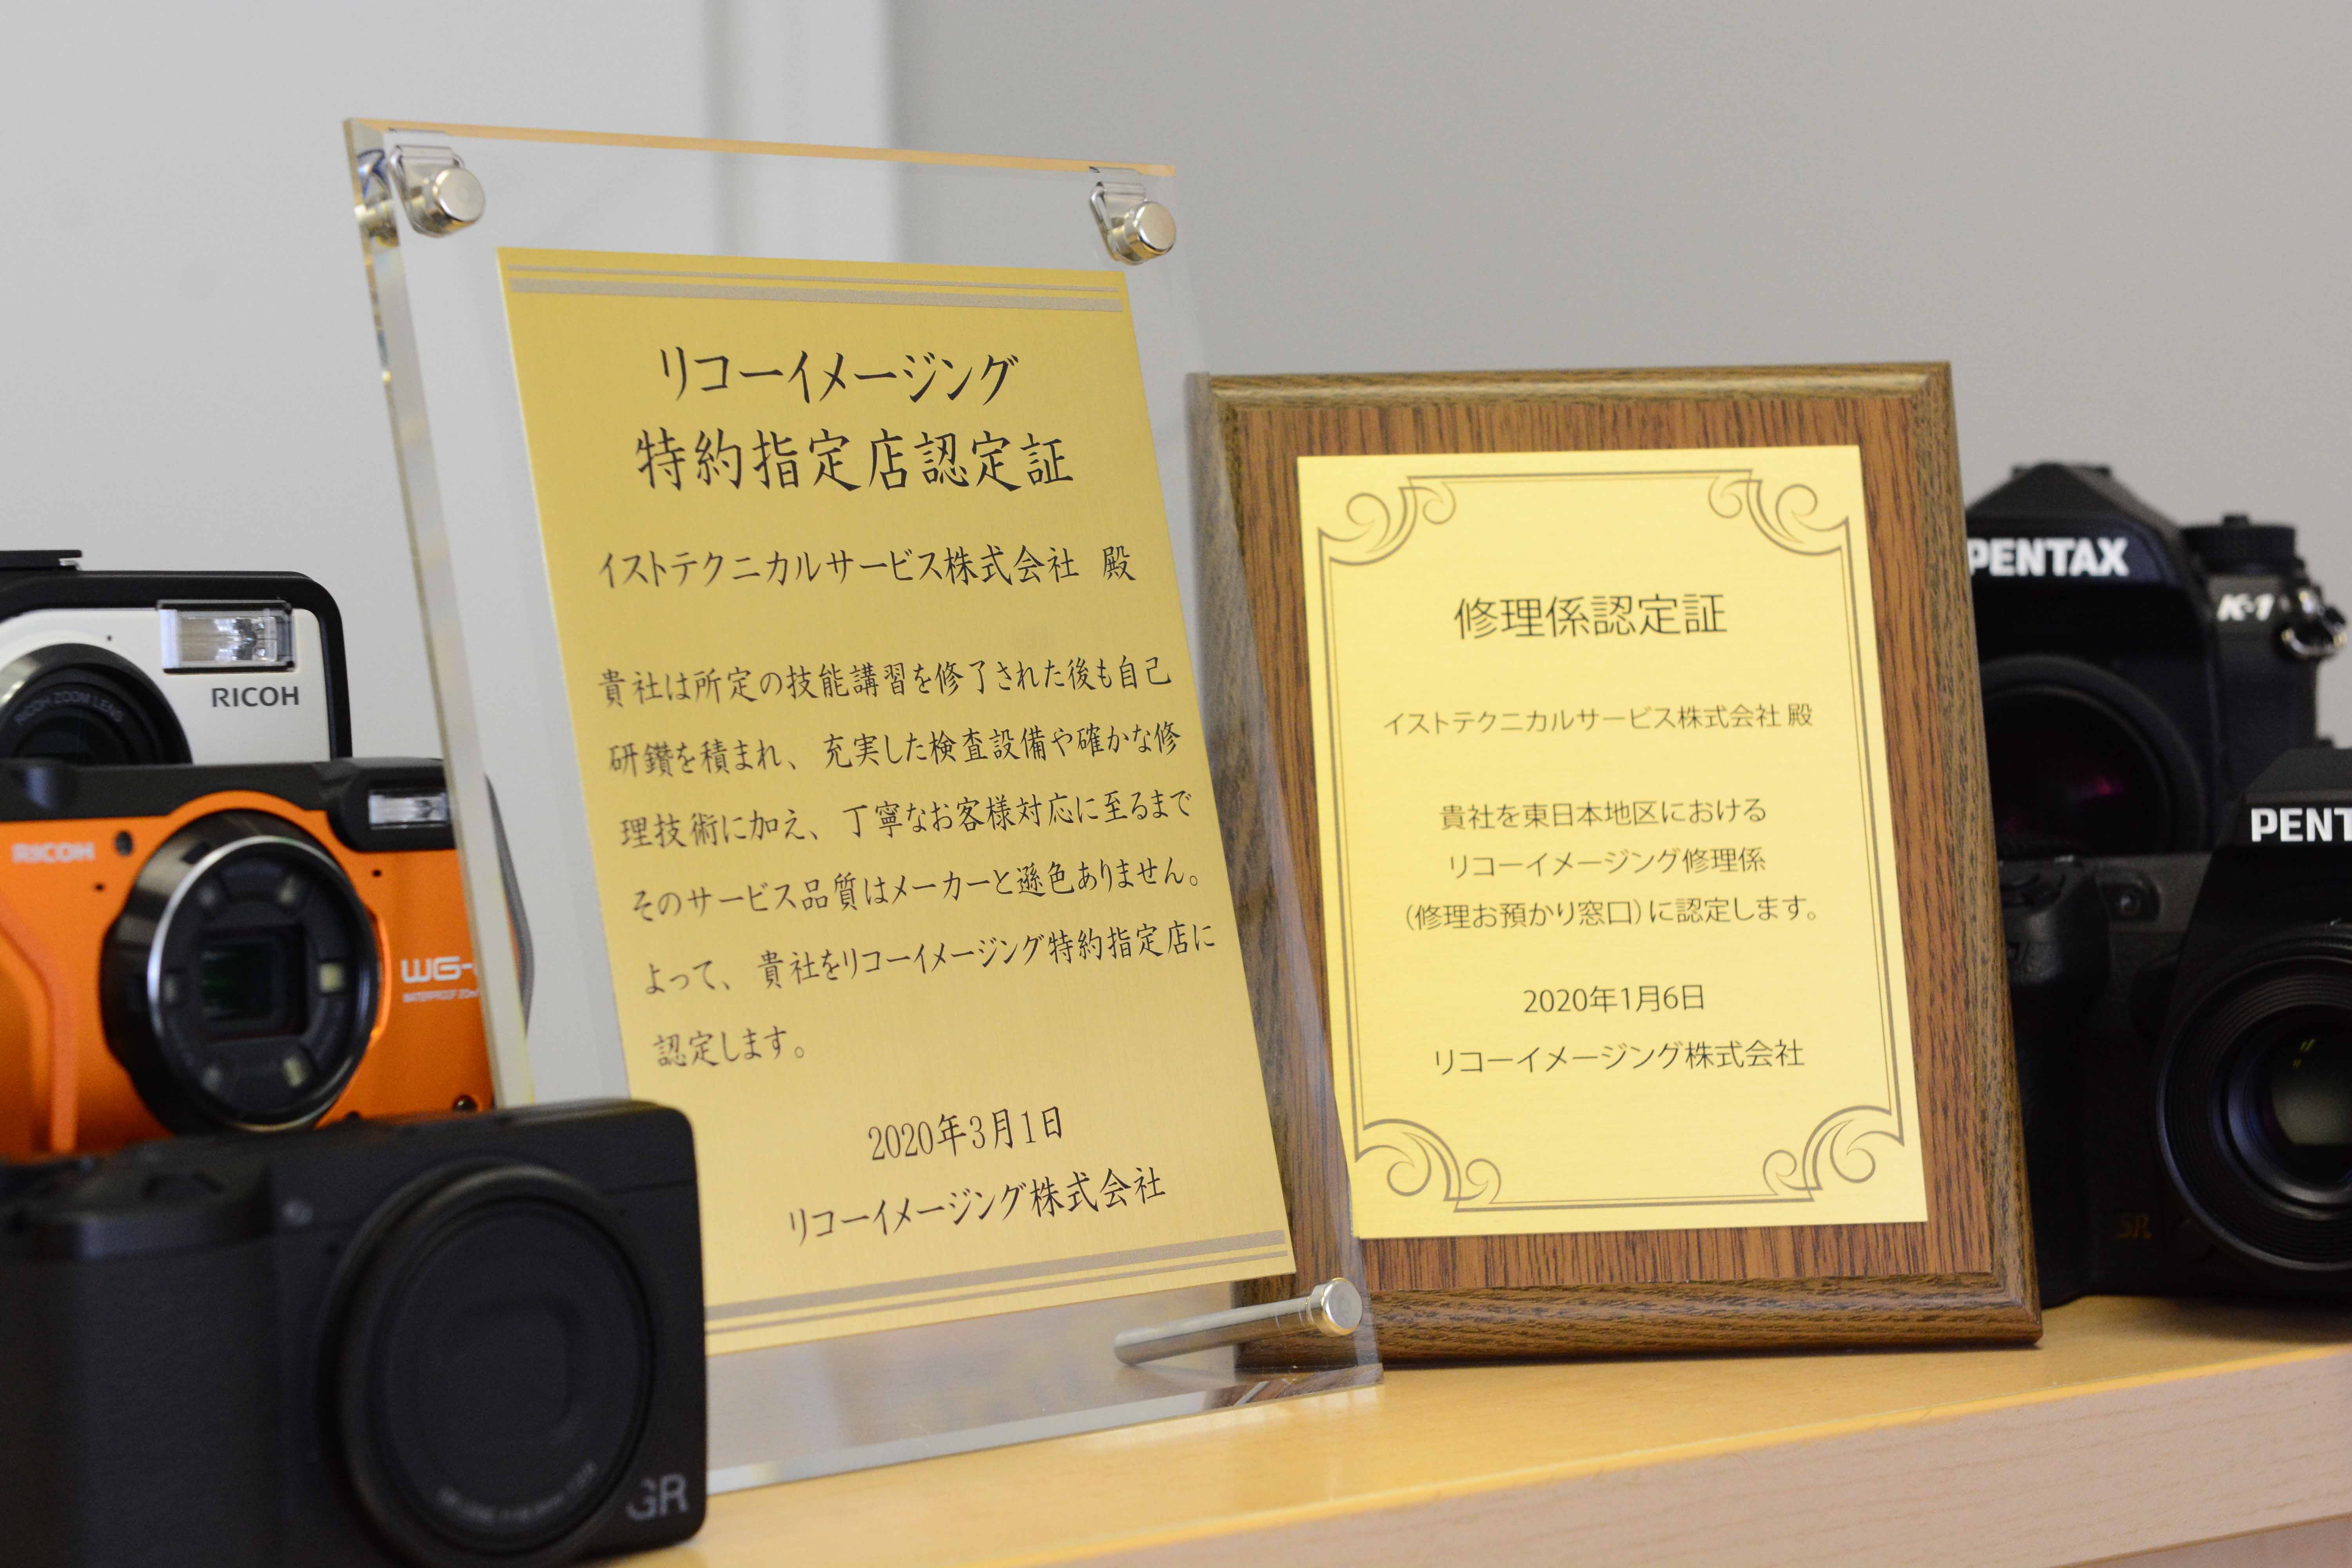 リコーイメージング
特約指定店認定証
イストテクニカルサービス株式会社 殿
貴社は所定の技能講習を修了された後も自己
研鑽を積まれ、充実した検査設備や確かな修
理技術に加え、丁寧なお客様対応に至るまで
そのサービス品質はメーカーと遜色ありません。
よって、貴社をリコーイメージング特約指定店に
認定します。
2020年3月1日
リコーイメージング株式会社
修理係認定証
イストテクニカルサービス株式会社 殿
貴社を東日本地区における
リコーイメージング修理係
（修理お預かり窓口）に認定します。
2020年1月6日
リコーイメージング株式会社
RICOH
RICOH ZOOM LENS
RICOH
WG-
GR
PENTAX
K-1
PENT
SR